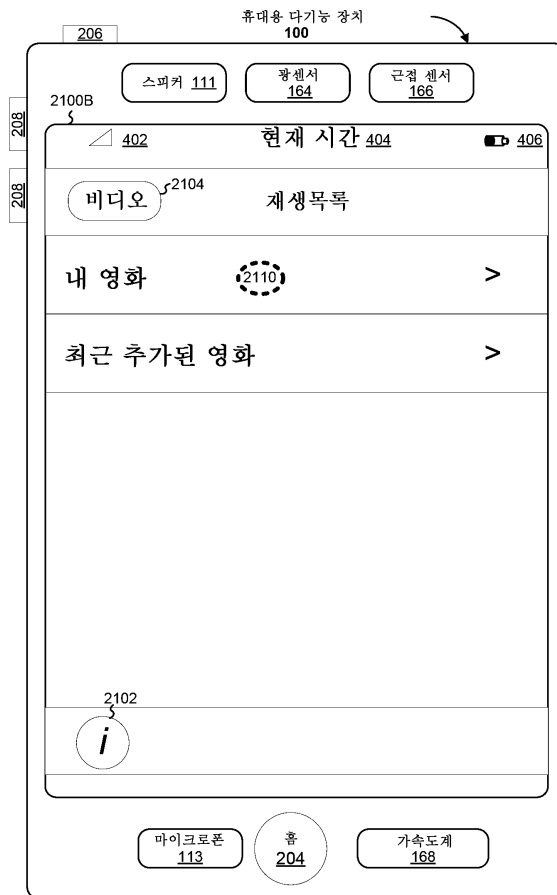 휴대용 다기능 장치
100
206
스피커 111
광센서
164
근접 센서
166
2100B
208
208
402
현재 시간 404
406
비디오
2104
재생목록
내 영화
2110
>
최근 추가된 영화
>
2102
i
마이크로폰
113
홈
204
가속도계
168